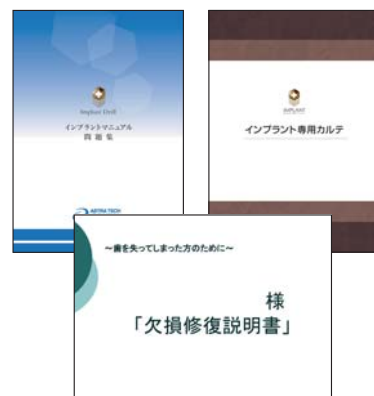 Implant Drill
インプラントマニュアル
問題集
ASTRA TECH
IMPLANT
インプラント専用カルテ
～歯を失ってしまった方のために～
様
「欠損修復説明書」